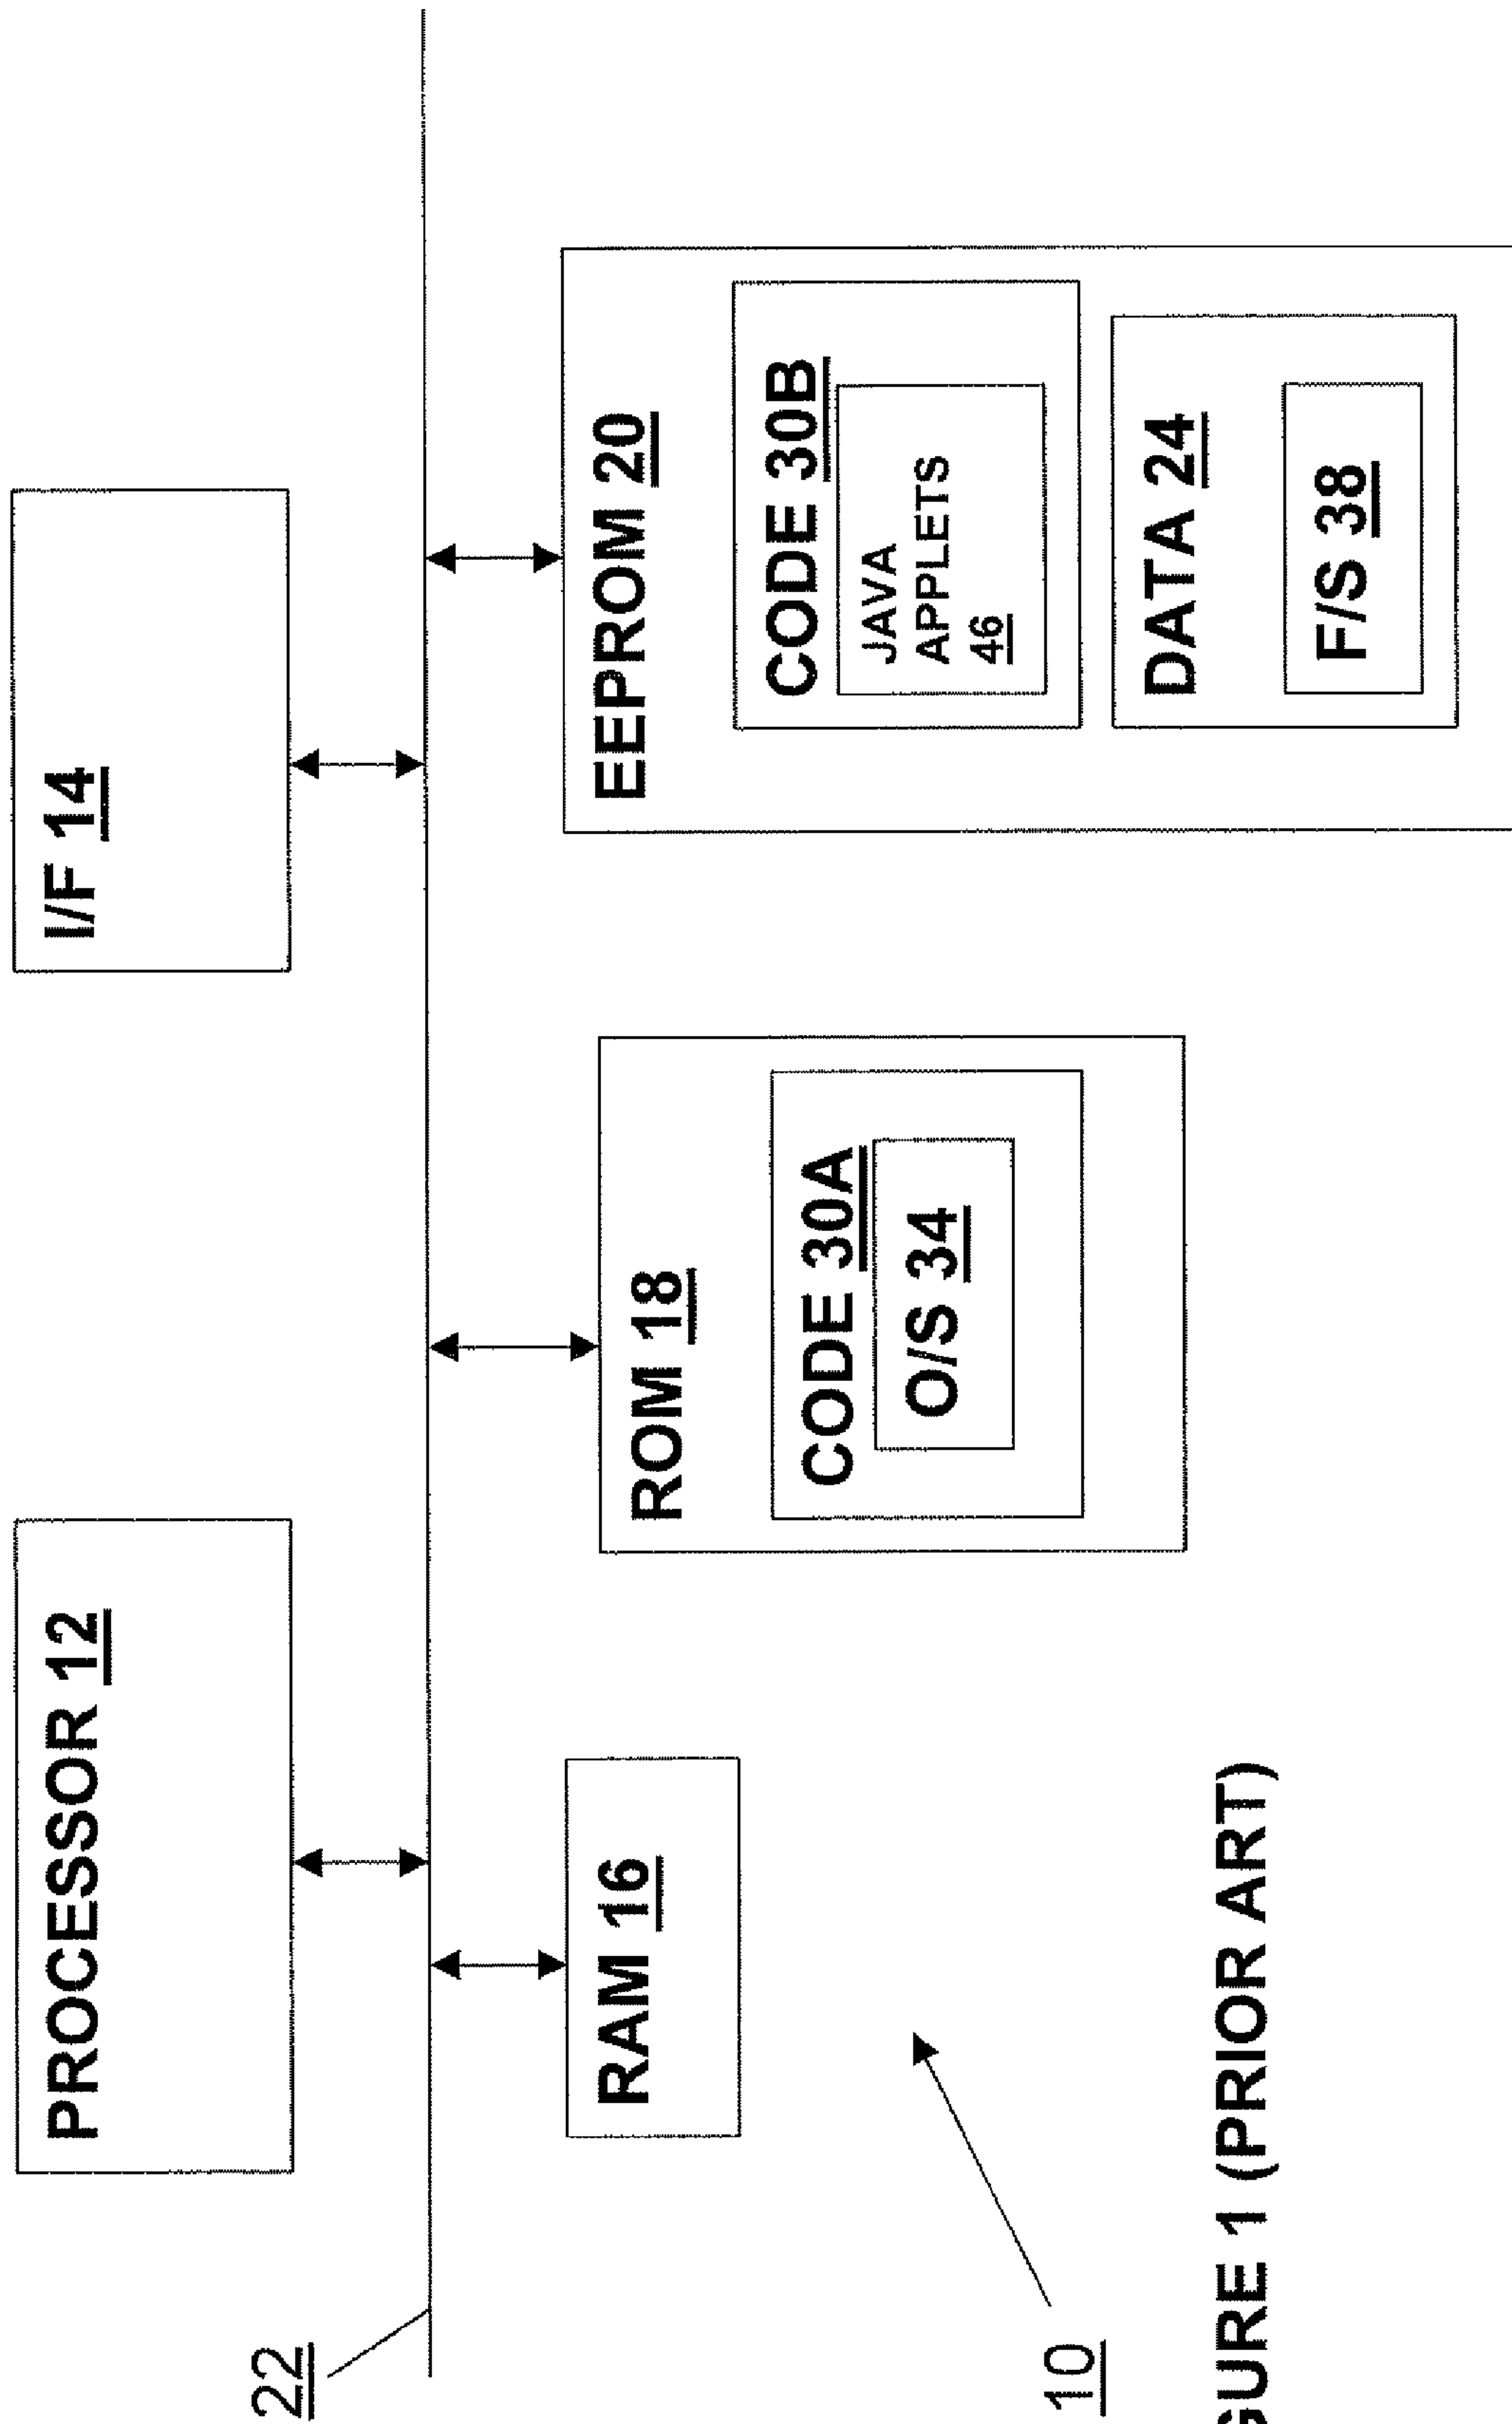 PROCESSOR 12
I/F 14
22
RAM 16
ROM 18
CODE 30A
O/S 34
EEPROM 20
CODE 30B
JAVA
APPLETS
46
DATA 24
F/S 38
10
GURE 1 (PRIOR ART)